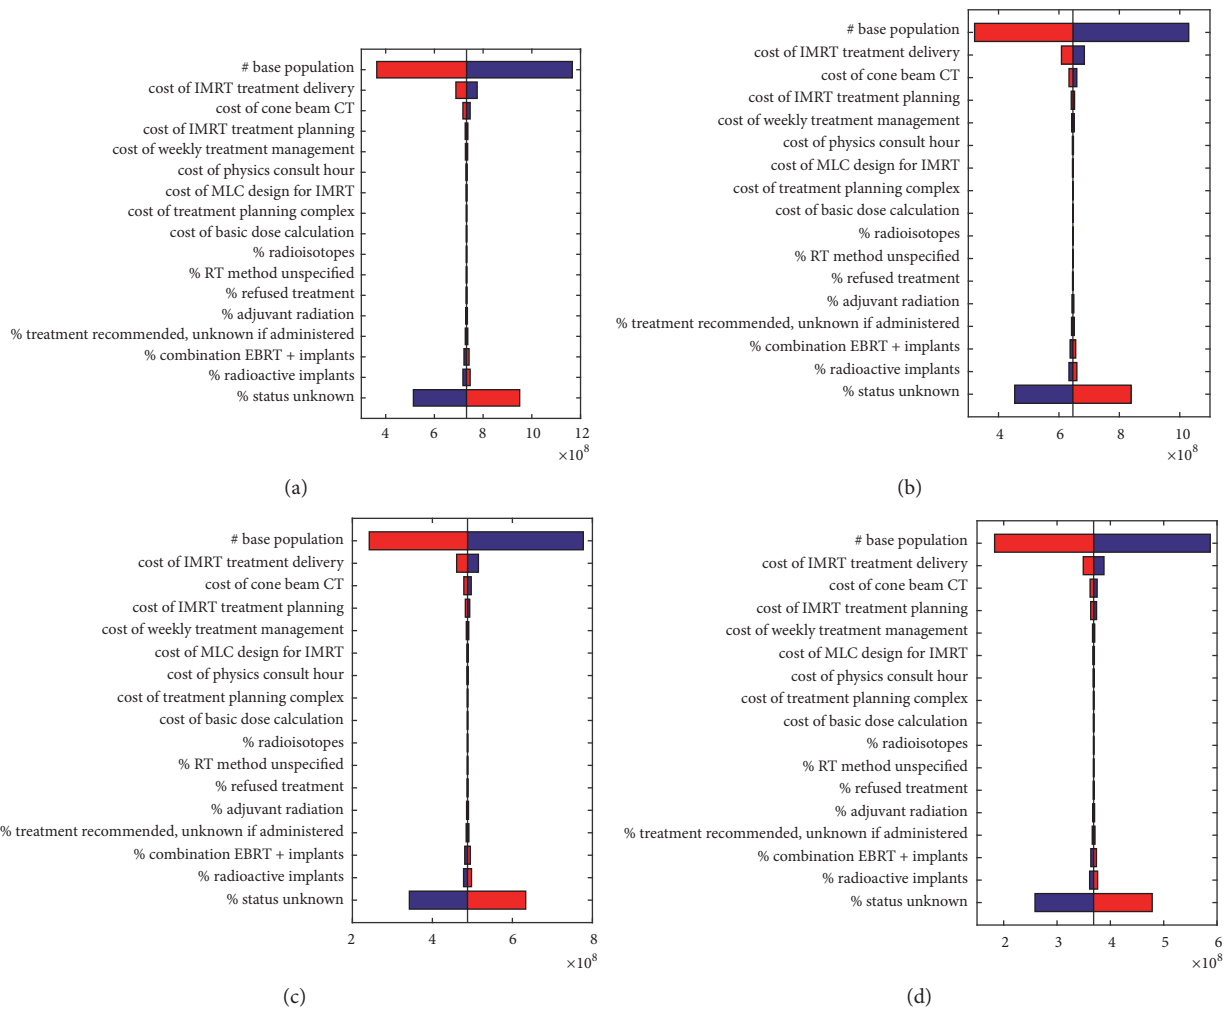 (a)
# base population
cost of IMRT treatment delivery
cost of cone beam CT
cost of IMRT treatment planning
cost of weekly treatment management
cost of physics consult hour
cost of MLC design for IMRT
cost of treatment planning complex
cost of basic dose calculation
% radioisotopes
% RT method unspecified
% refused treatment
% adjuvant radiation
% treatment recommended, unknown if administered
% combination EBRT + implants
% radioactive implants
% status unknown
4 6 8 10 12
×10⁸
(a)
# base population
cost of IMRT treatment delivery
cost of cone beam CT
cost of IMRT treatment planning
cost of weekly treatment management
cost of physics consult hour
cost of MLC design for IMRT
cost of treatment planning complex
cost of basic dose calculation
% radioisotopes
% RT method unspecified
% refused treatment
% adjuvant radiation
% treatment recommended, unknown if administered
% combination EBRT + implants
% radioactive implants
% status unknown
4 6 8 10
×10⁸
(b)
# base population
cost of IMRT treatment delivery
cost of cone beam CT
cost of IMRT treatment planning
cost of weekly treatment management
cost of MLC design for IMRT
cost of physics consult hour
cost of treatment planning complex
cost of basic dose calculation
% radioisotopes
% RT method unspecified
% refused treatment
% adjuvant radiation
% treatment recommended, unknown if administered
% combination EBRT + implants
% radioactive implants
% status unknown
2 4 6 8
×10⁸
(c)
# base population
cost of IMRT treatment delivery
cost of cone beam CT
cost of IMRT treatment planning
cost of weekly treatment management
cost of MLC design for IMRT
cost of physics consult hour
cost of treatment planning complex
cost of basic dose calculation
% radioisotopes
% RT method unspecified
% refused treatment
% adjuvant radiation
% treatment recommended, unknown if administered
% combination EBRT + implants
% radioactive implants
% status unknown
2 3 4 5 6
×10⁸
(d)